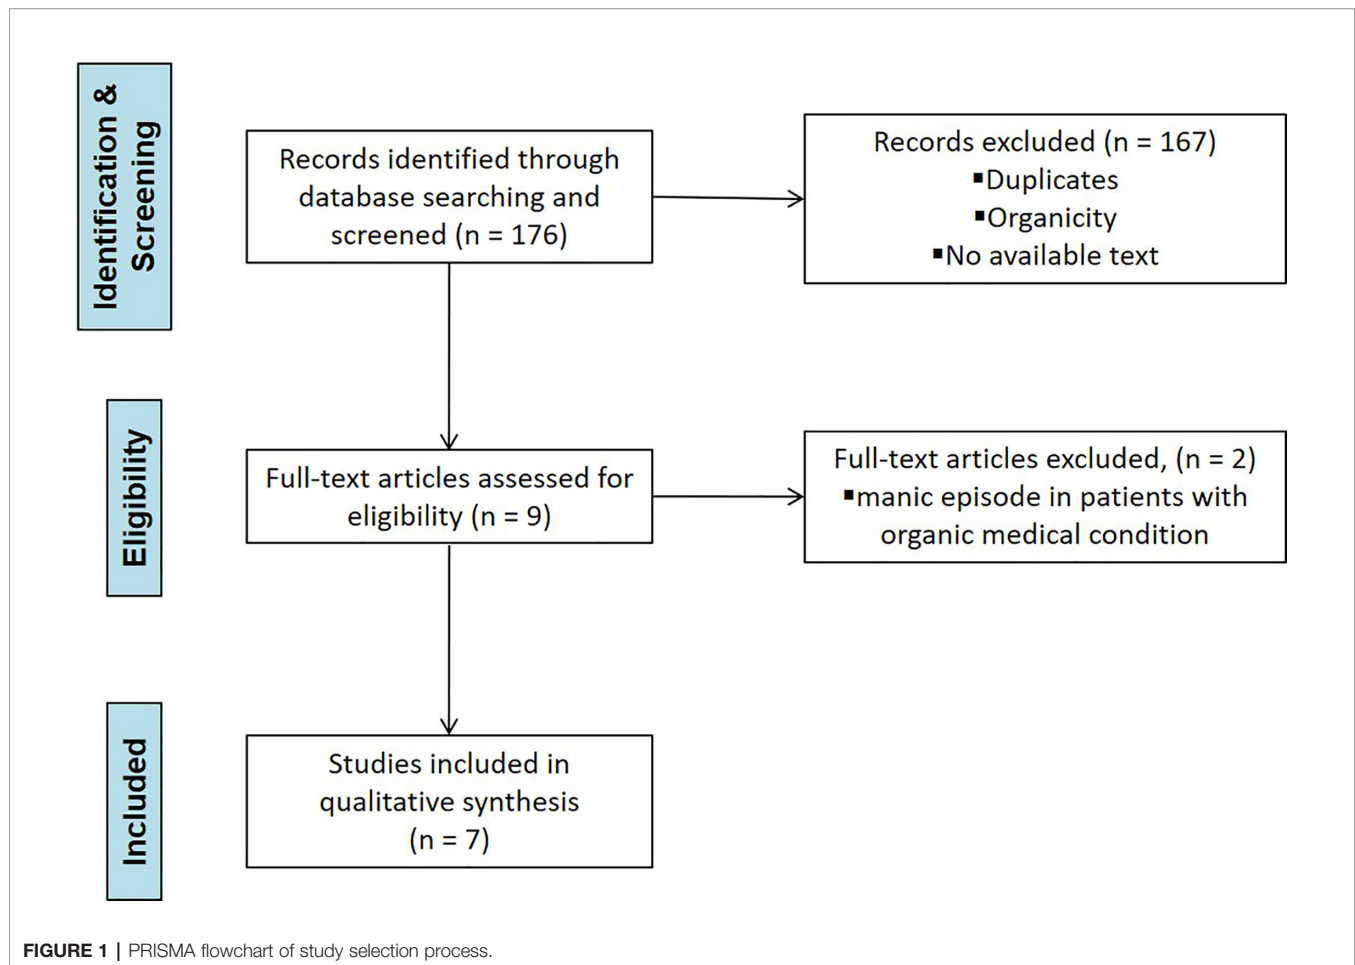 Identification &
Screening
Records identified through
database searching and
screened (n = 176)
Records excluded (n = 167)
▪Duplicates
▪Organicity
▪No available text
Eligibility
Full-text articles assessed for
eligibility (n = 9)
Full-text articles excluded, (n = 2)
▪manic episode in patients with
organic medical condition
Included
Studies included in
qualitative synthesis
(n = 7)
FIGURE 1 | PRISMA flowchart of study selection process.